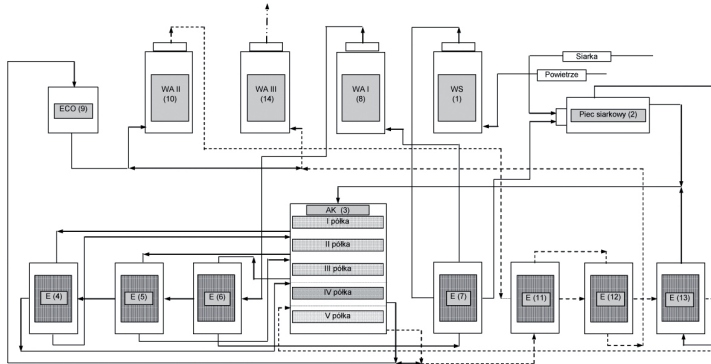 Siarka
Powietrze
WA II
(10)
WA III
(14)
WA I
(8)
WS
(1)
ECO (9)
Piec siarkowy (2)
AK (3)
I półka
II półka
III półka
IV półka
V półka
E (4)
E (5)
E (6)
E (7)
E (11)
E (12)
E (13)